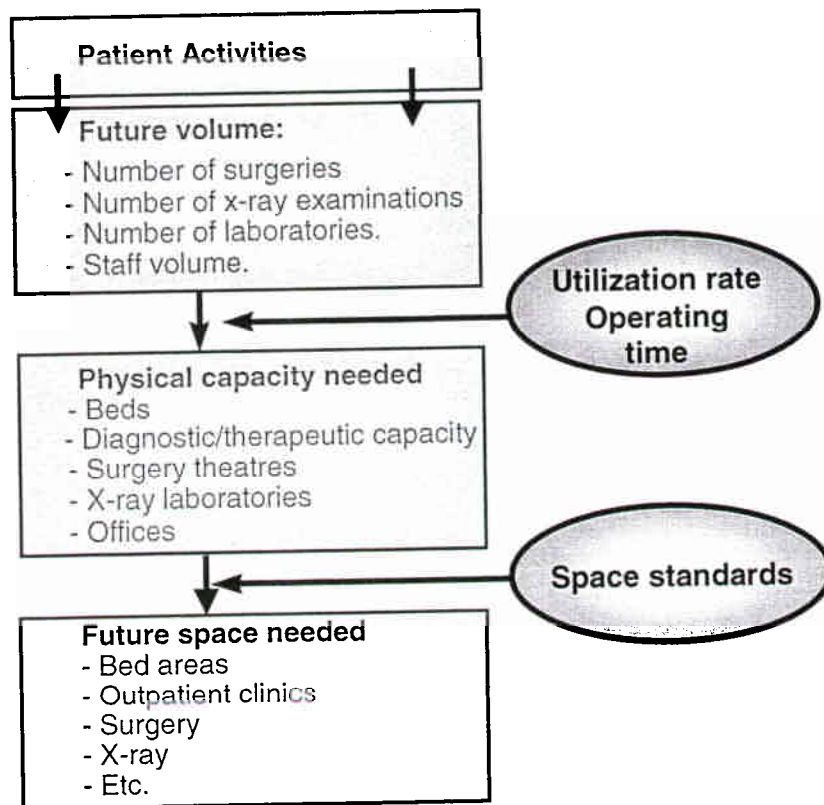 Patient Activities
Future volume:
- Number of surgeries
- Number of x-ray examinations
- Number of laboratories.
- Staff volume.
Utilization rate
Operating
time
Physical capacity needed
- Beds
- Diagnostic/therapeutic capacity
- Surgery theatres
- X-ray laboratories
- Offices
Space standards
Future space needed
- Bed areas
- Outpatient clinics
- Surgery
- X-ray
- Etc.